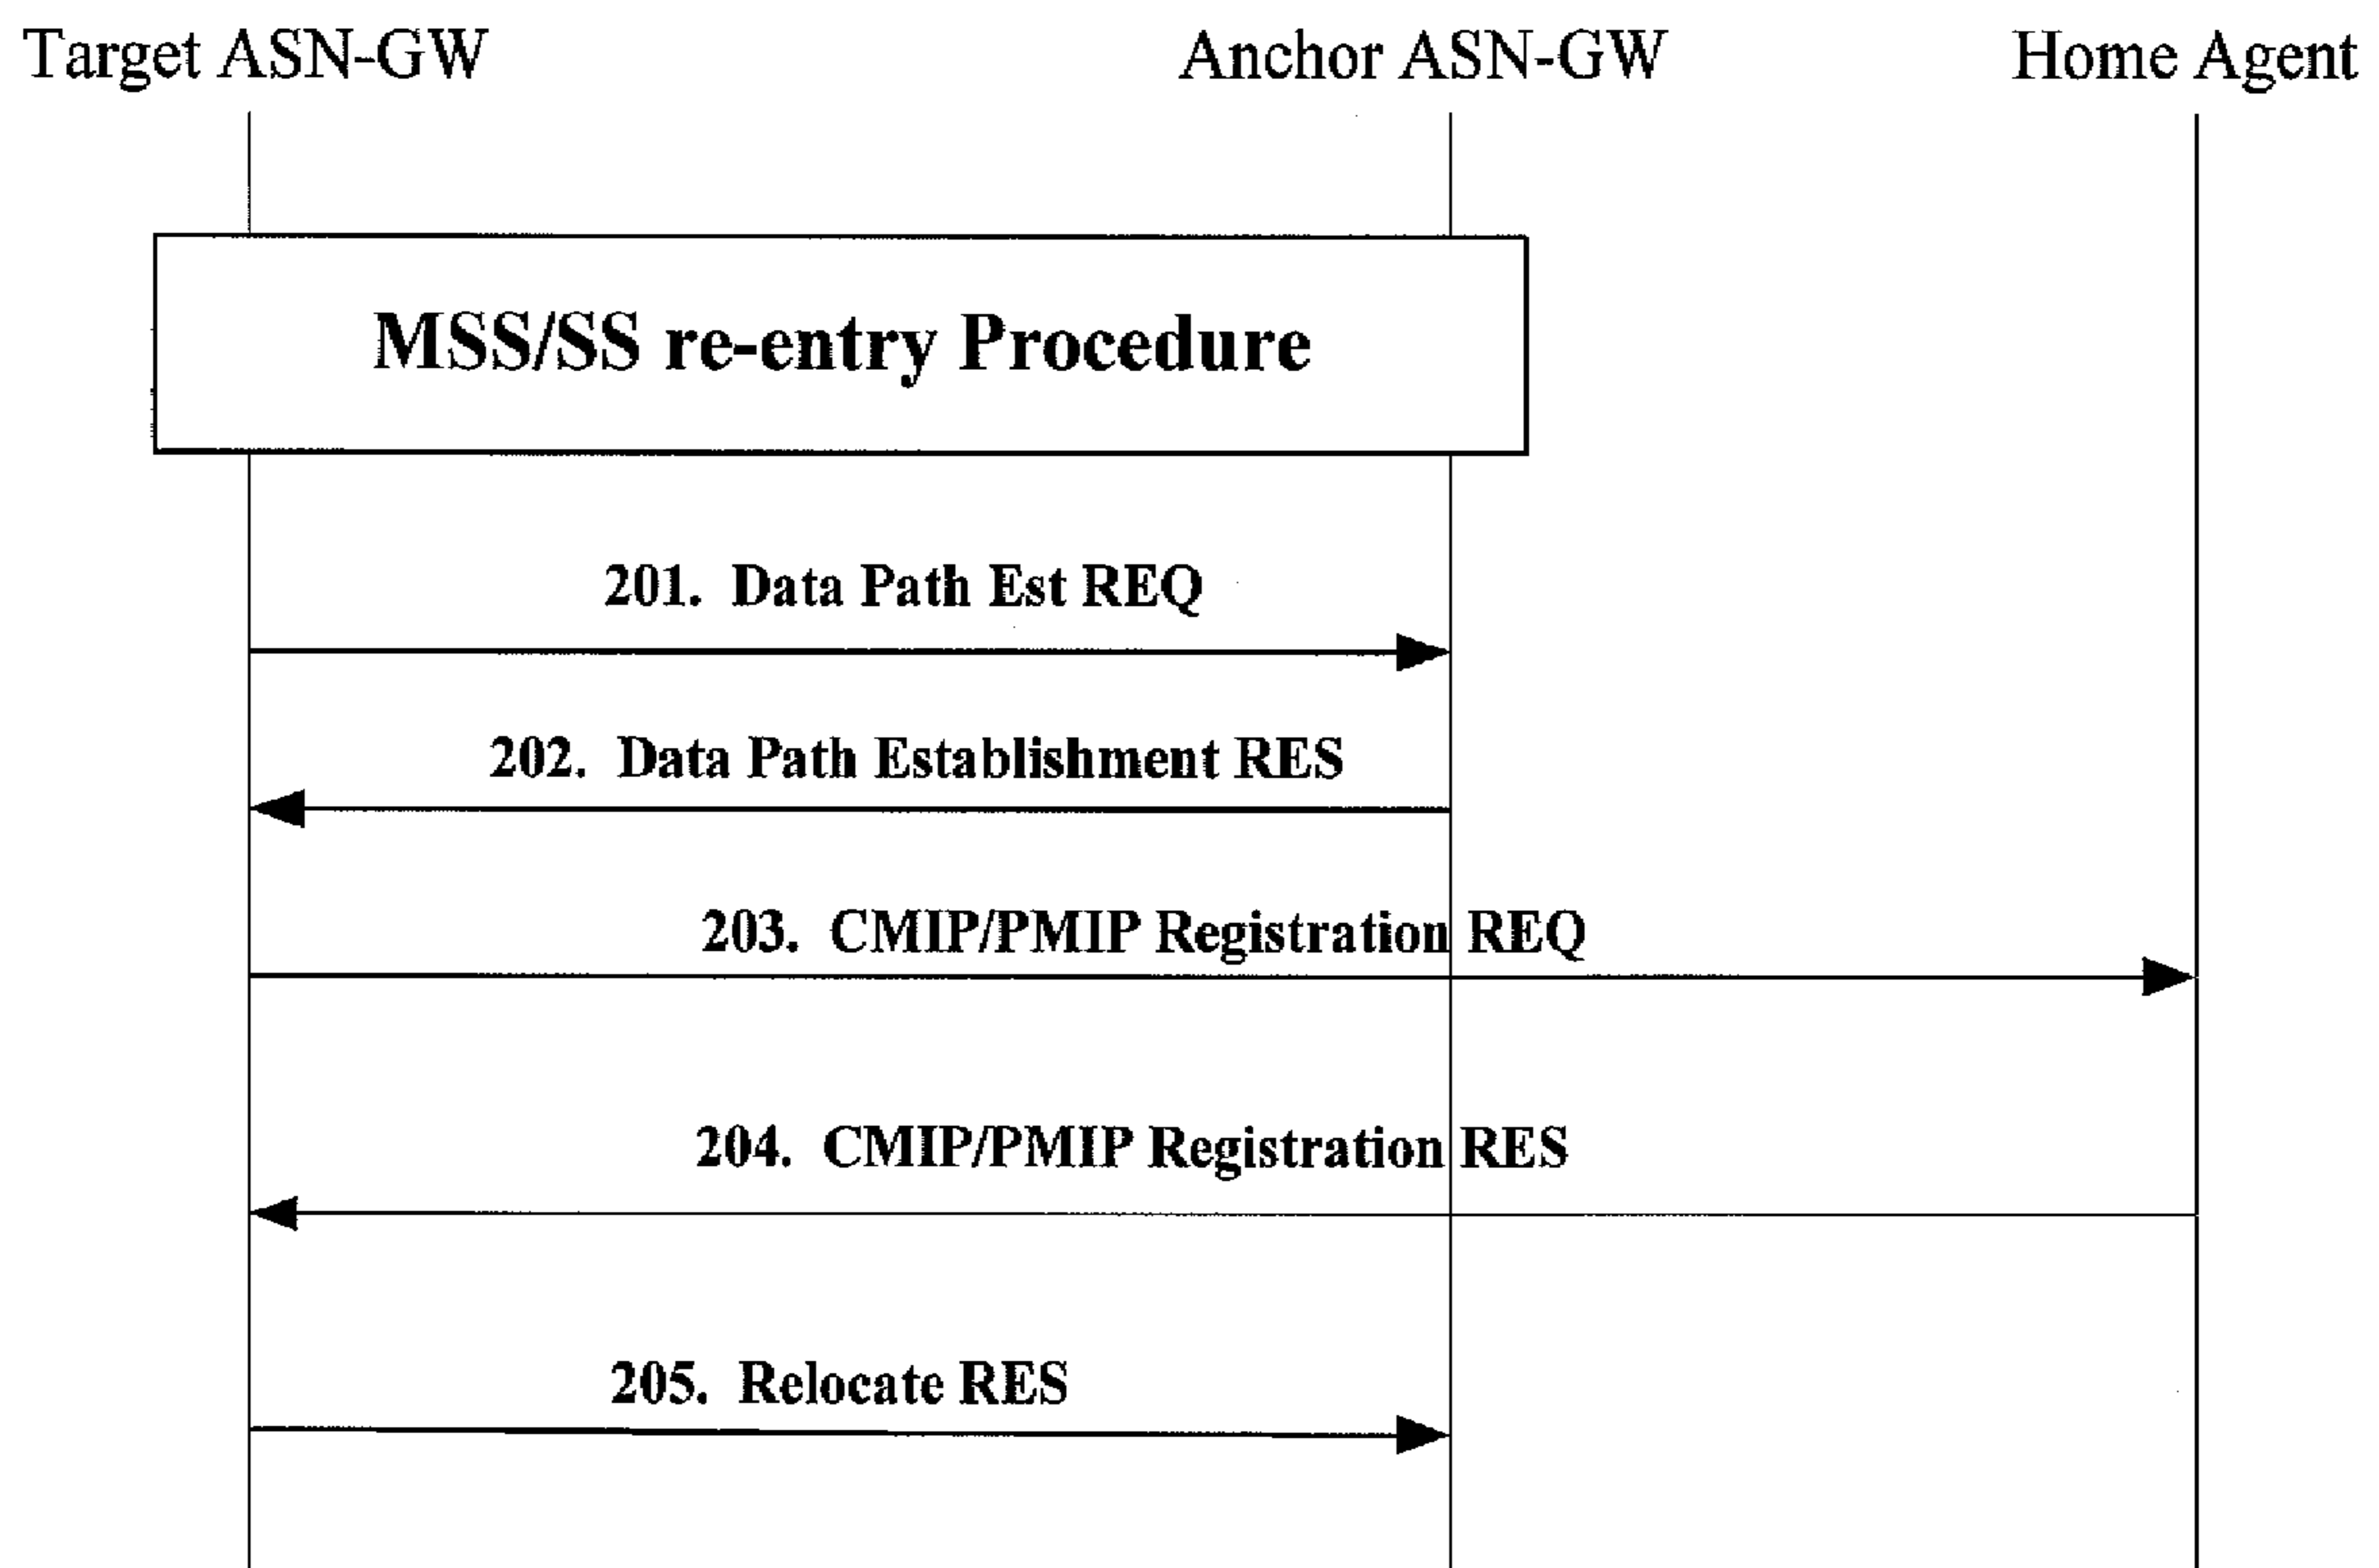 Target ASN-GW
Anchor ASN-GW
Home Agent
MSS/SS re-entry Procedure
201. Data Path Est REQ
202. Data Path Establishment RES
203. CMIP/PMIP Registration REQ
204. CMIP/PMIP Registration RES
205. Relocate RES